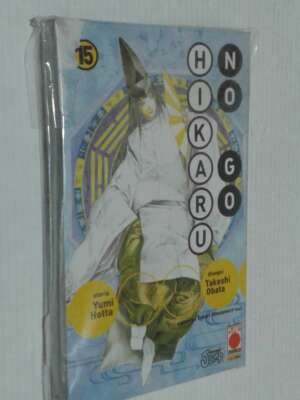 15
HIKARU
NO GO
storia
Yumi
Hotta
disegni
Takeshi
Obata